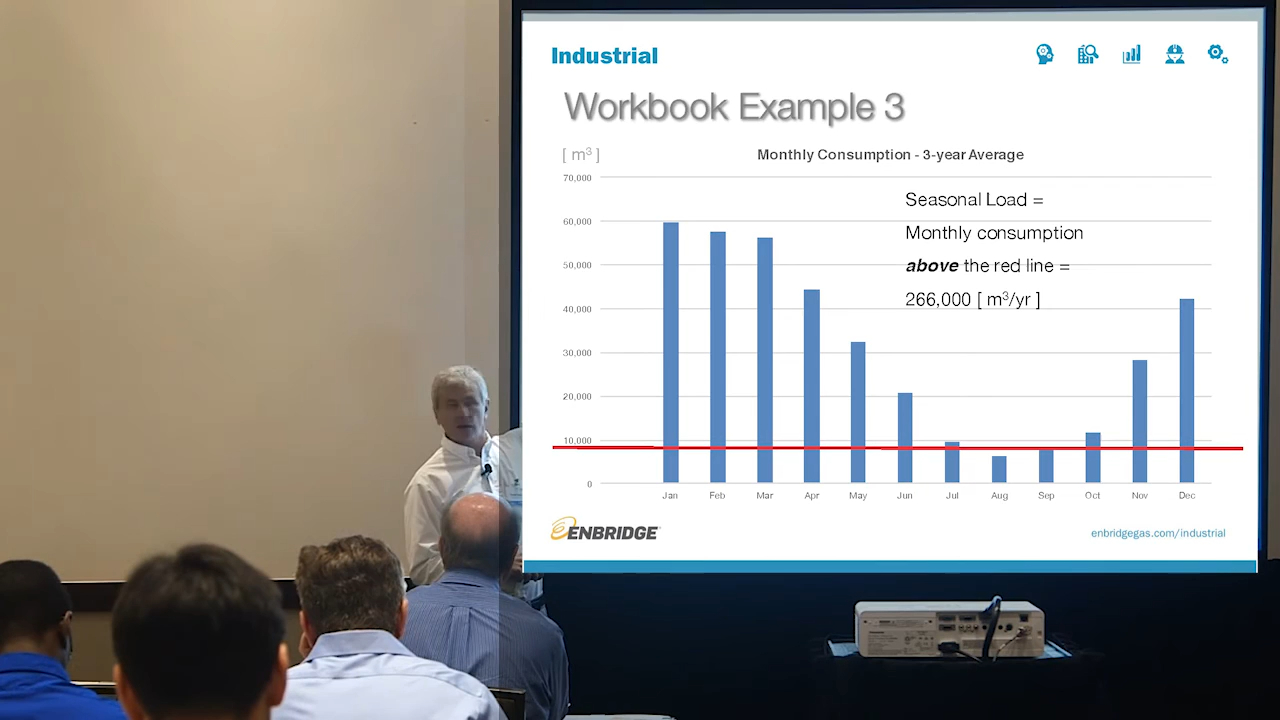 Industrial
Workbook Example 3
[ m³ ]
Monthly Consumption - 3-year Average
70,000
60,000
50,000
40,000
30,000
20,000
10,000
0
Seasonal Load =
Monthly consumption
above the red line =
266,000 [ m³/yr ]
Jan Feb Mar Apr May Jun Jul Aug Sep Oct Nov Dec
ENBRIDGE
enbridgegas.com/industrial